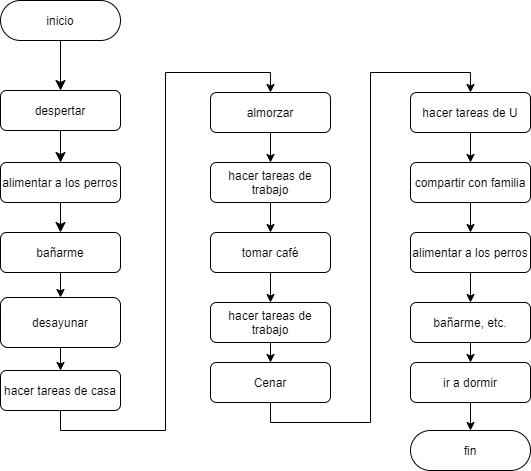 inicio
despertar
alimentar a los perros
bañarme
desayunar
hacer tareas de casa
almorzar
hacer tareas de
trabajo
tomar café
hacer tareas de
trabajo
Cenar
hacer tareas de U
compartir con familia
alimentar a los perros
bañarme, etc.
ir a dormir
fin